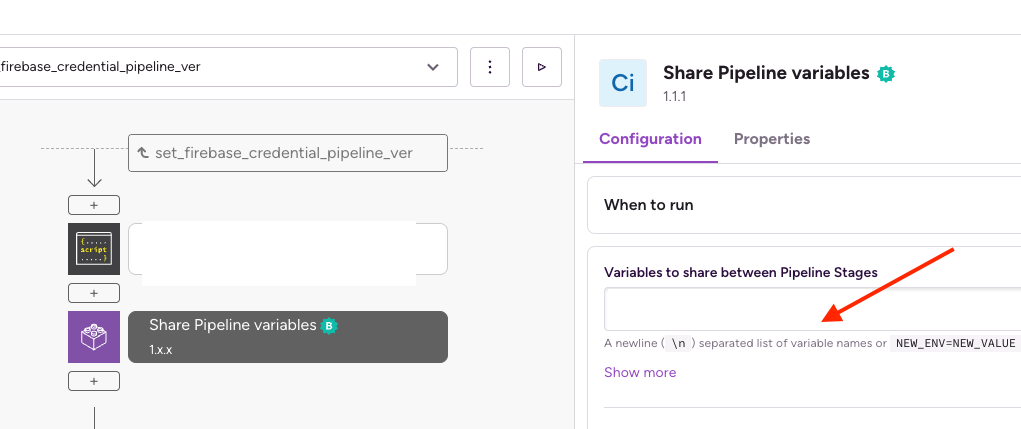 _firebase_credential_pipeline_ver
set_firebase_credential_pipeline_ver
+
{.....
script
.....}
+
Share Pipeline variables B
1.x.x
+
Ci
Share Pipeline variables B
1.1.1
Configuration Properties
When to run
Variables to share between Pipeline Stages
A newline ( \n ) separated list of variable names or NEW_ENV=NEW_VALUE
Show more